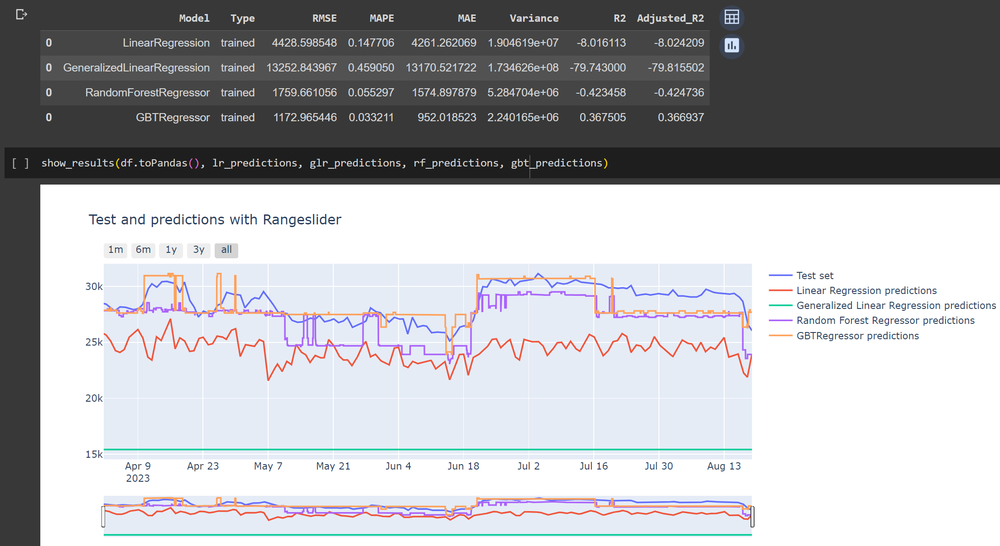 Model Type RMSE MAPE MAE Variance R2 Adjusted_R2
0 LinearRegression trained 4428.598548 0.147706 4261.262069 1.904619e+07 -8.016113 -8.024209
0 GeneralizedLinearRegression trained 13252.843967 0.459050 13170.521722 1.734626e+08 -79.743000 -79.815502
0 RandomForestRegressor trained 1759.661056 0.055297 1574.897879 5.284704e+06 -0.423458 -0.424736
0 GBTRegressor trained 1172.965446 0.033211 952.018523 2.240165e+06 0.367505 0.366937
[ ] show_results(df.toPandas(), lr_predictions, glr_predictions, rf_predictions, gbt_predictions)
Test and predictions with Rangeslider
1m 6m 1y 3y all
30k
25k
20k
15k
Apr 9 Apr 23 May 7 May 21 Jun 4 Jun 18 Jul 2 Jul 16 Jul 30 Aug 13
2023
Test set
Linear Regression predictions
Generalized Linear Regression predictions
Random Forest Regressor predictions
GBTRegressor predictions